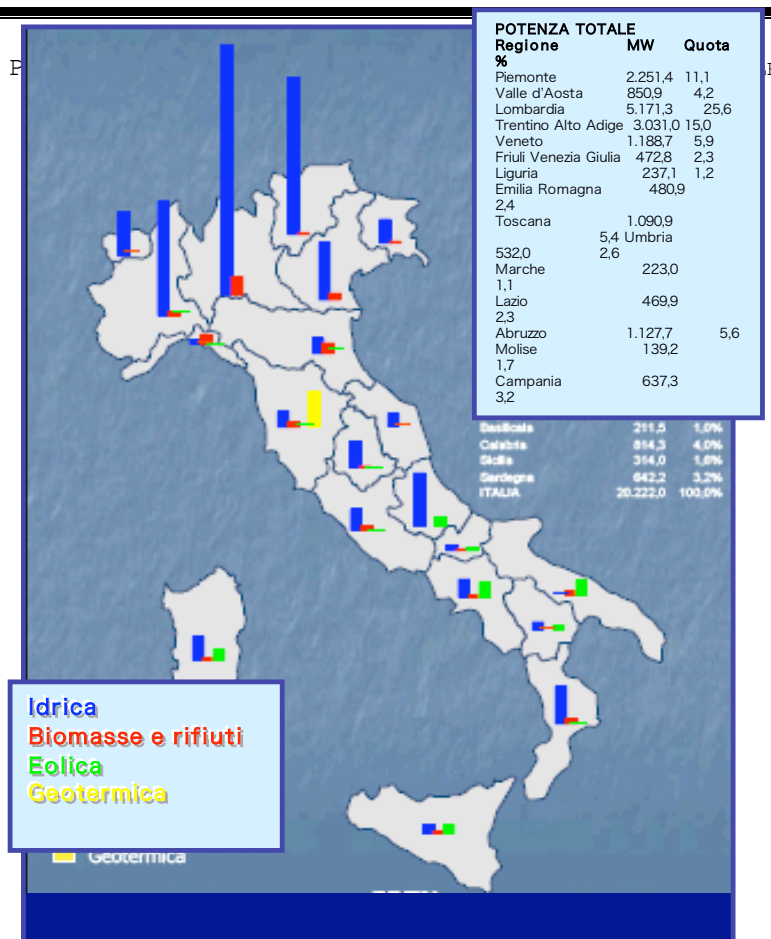 POTENZA TOTALE
Regione MW Quota
%
Piemonte 2.251,4 11,1
Valle d'Aosta 850,9 4,2
Lombardia 5.171,3 25,6
Trentino Alto Adige 3.031,0 15,0
Veneto 1.188,7 5,9
Friuli Venezia Giulia 472,8 2,3
Liguria 237,1 1,2
Emilia Romagna 480,9
2,4
Toscana 1.090,9
5,4 Umbria
532,0 2,6
Marche 223,0
1,1
Lazio 469,9
2,3
Abruzzo 1.127,7 5,6
Molise 139,2
1,7
Campania 637,3
3,2
Basilicata 211,5 1,0%
Calabria 814,3 4,0%
Sicilia 314,0 1,6%
Sardegna 642,2 3,2%
ITALIA 20.222,0 100,0%
Idrica
Biomasse e rifiuti
Eolica
Geotermica
Geotermica